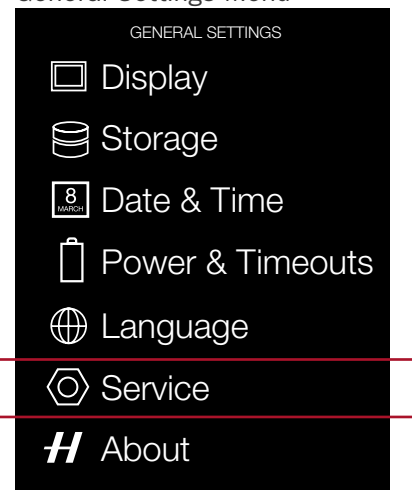 General Settings menu
GENERAL SETTINGS
Display
Storage
8
MARCH
Date & Time
Power & Timeouts
Language
Service
H About